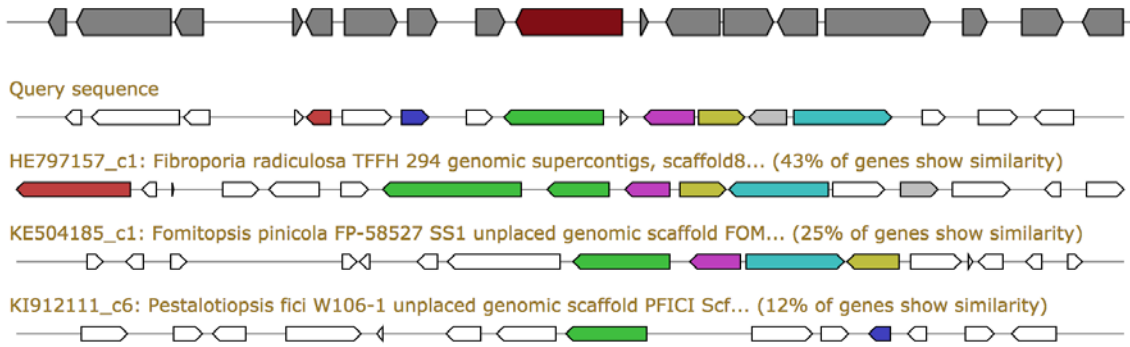 Query sequence
HE797157_c1: Fibroporia radiculosa TFFH 294 genomic supercontigs, scaffold8... (43% of genes show similarity)
KE504185_c1: Fomitopsis pinicola FP-58527 SS1 unplaced genomic scaffold FOM... (25% of genes show similarity)
KI912111_c6: Pestalotiopsis fici W106-1 unplaced genomic scaffold PFICI Scf... (12% of genes show similarity)